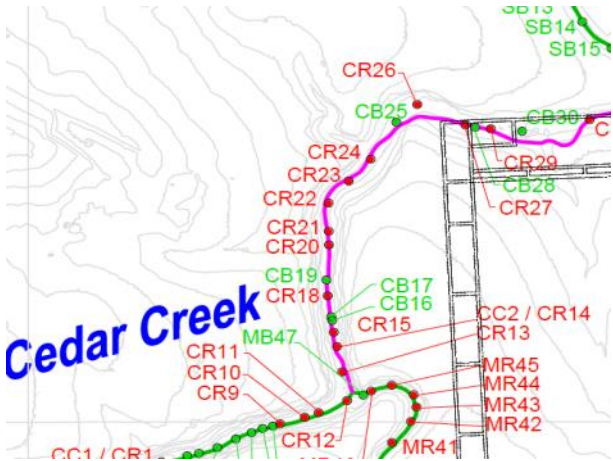 SB13
SB14
SB15
CR26
CB25
CB30
CR24
CR29
CR23
CB28
CR22
CR27
CR21
CR20
CB19
CB17
CR18
CB16
Cedar Creek
CC2 / CR14
CR15
MB47
CR13
CR11
MR45
CR10
MR44
CR9
MR43
MR42
CR12
MR41
CC1 / CR1